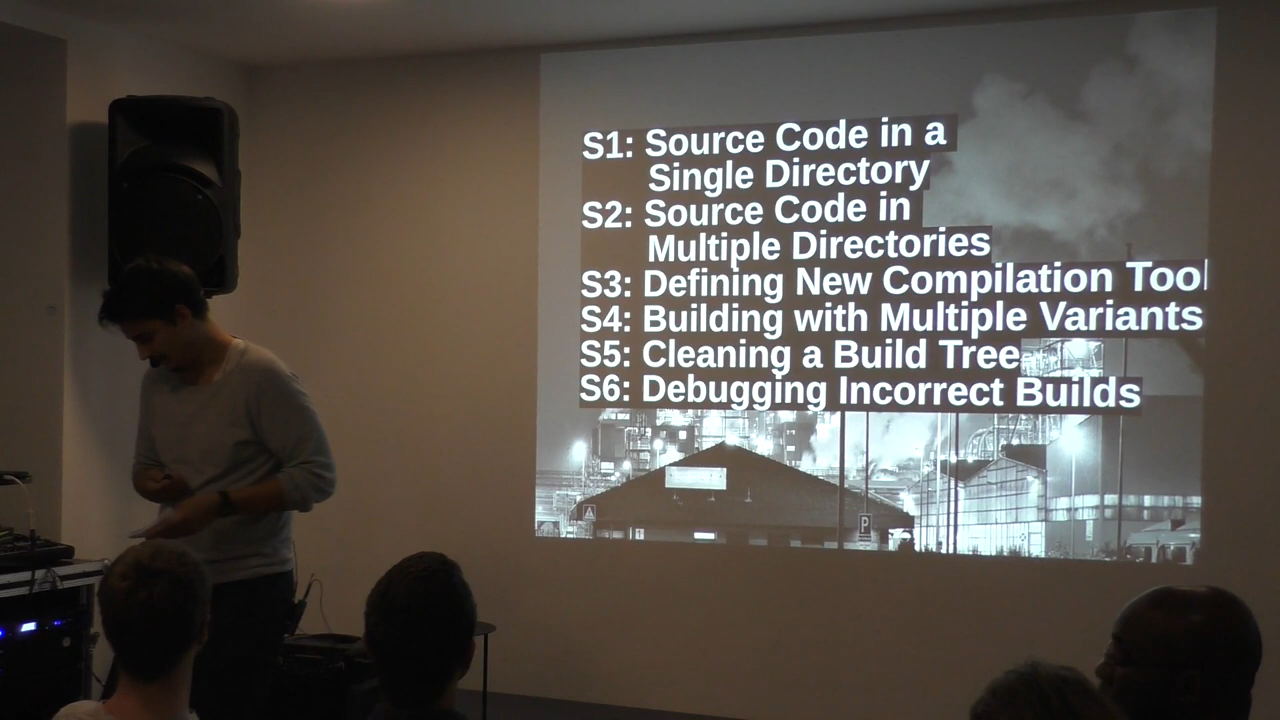 S1: Source Code in a
Single Directory
S2: Source Code in
Multiple Directories
S3: Defining New Compilation Tool
S4: Building with Multiple Variants
S5: Cleaning a Build Tree
S6: Debugging Incorrect Builds
P